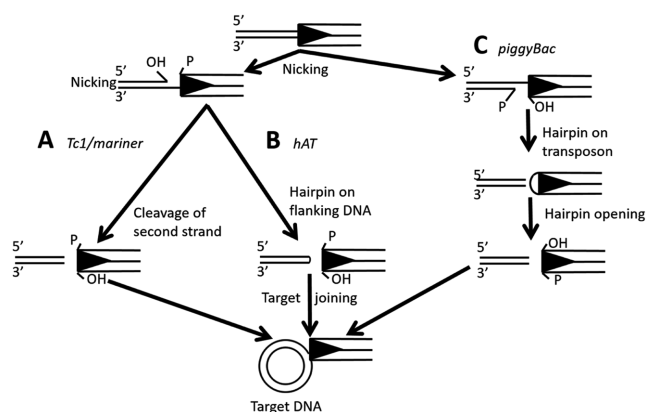 Nicking
C piggyBac
5' OH P
Nicking
3'
5'
3' P OH
A Tc1/mariner
B hAT
Hairpin on
transposon
Hairpin on
flanking DNA
Cleavage of
second strand
5'
3'
Hairpin opening
5' P
3' OH
5' P
3' OH
5' OH
3' P
Target joining
Target DNA
5'
3'